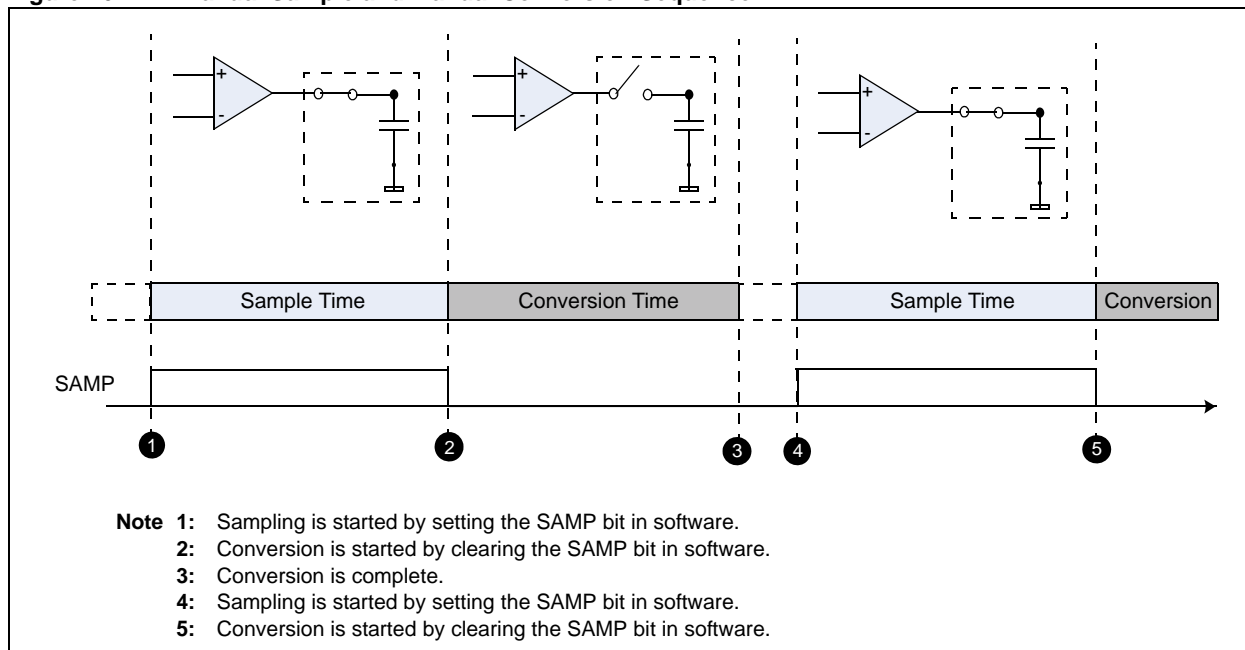 +
-
+
-
+
-
Sample Time Conversion Time Sample Time Conversion
SAMP
1 2 3 4 5
Note 1: Sampling is started by setting the SAMP bit in software.
2: Conversion is started by clearing the SAMP bit in software.
3: Conversion is complete.
4: Sampling is started by setting the SAMP bit in software.
5: Conversion is started by clearing the SAMP bit in software.